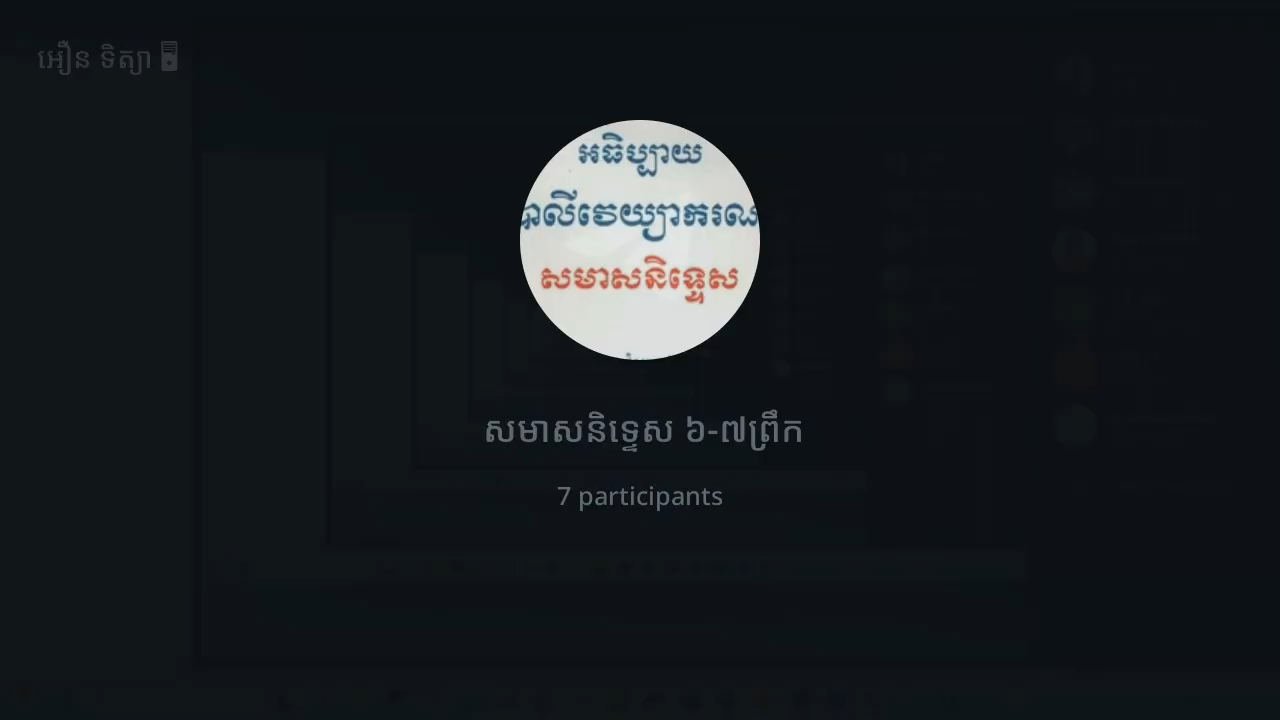 អឿន ទិត្យា
អធិប្បាយ
បាលីវេយ្យាករណ
សមាសនិទ្ទេស
សមាសនិទ្ទេស ៦-៧ព្រឹក
7 participants